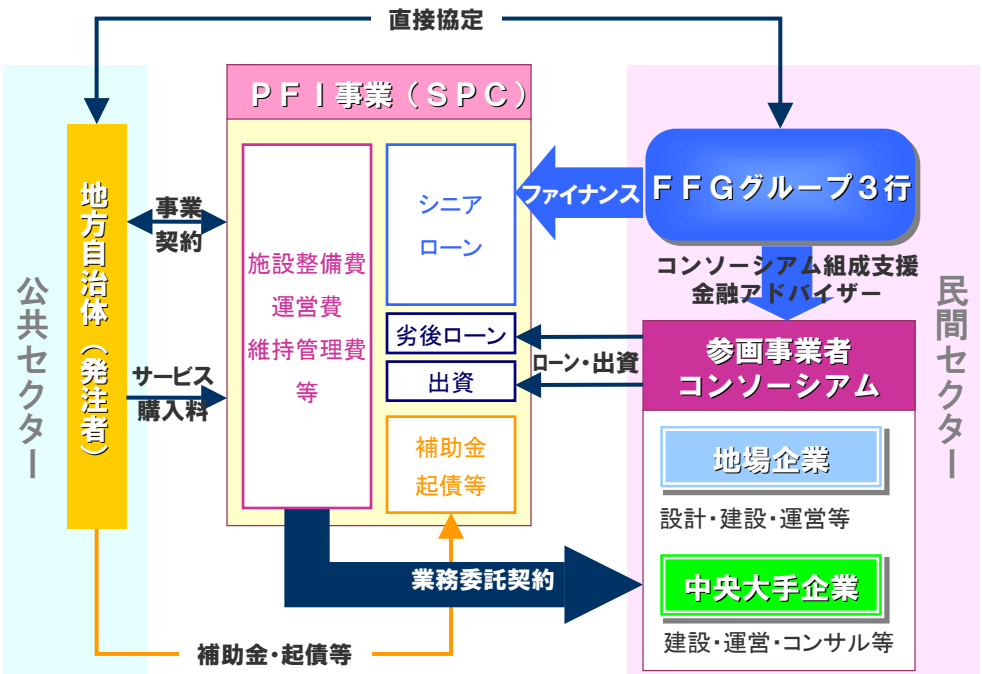 直接協定
公共セクター
地方自治体（発注者）
事業
契約
サービス
購入料
ＰＦＩ事業（ＳＰＣ）
施設整備費
運営費
維持管理費
等
シニア
ローン
劣後ローン
出資
補助金
起債等
ファイナンス
ＦＦＧグループ３行
コンソーシアム組成支援
金融アドバイザー
ローン・出資
参画事業者
コンソーシアム
地場企業
設計・建設・運営等
中央大手企業
建設・運営・コンサル等
民間セクター
業務委託契約
補助金・起債等